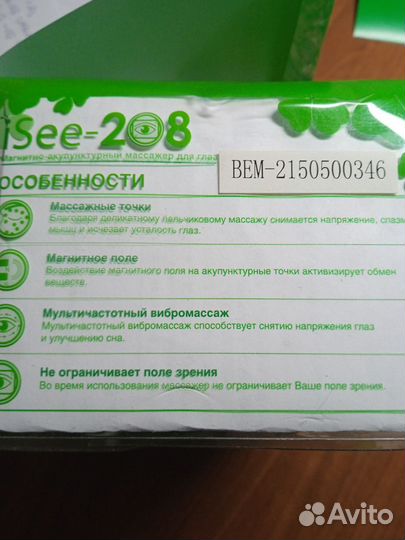 iSee-208
Магнитно акупунктурный массажер для глаз
ОСОБЕННОСТИ
BEM-2150500346
Массажные точки
Благодаря деликатному пальчиковому массажу снимается напряжение, спазм
мышц и исчезает усталость глаз.
Магнитное поле
Воздействие магнитного поля на акупунктурные точки активизирует обмен
веществ.
Мультичастотный вибромассаж
Мультичастотный вибромассаж способствует снятию напряжения глаз
и улучшению сна.
Не ограничивает поле зрения
Во время использования массажер не ограничивает Ваше поле зрения.
Avito